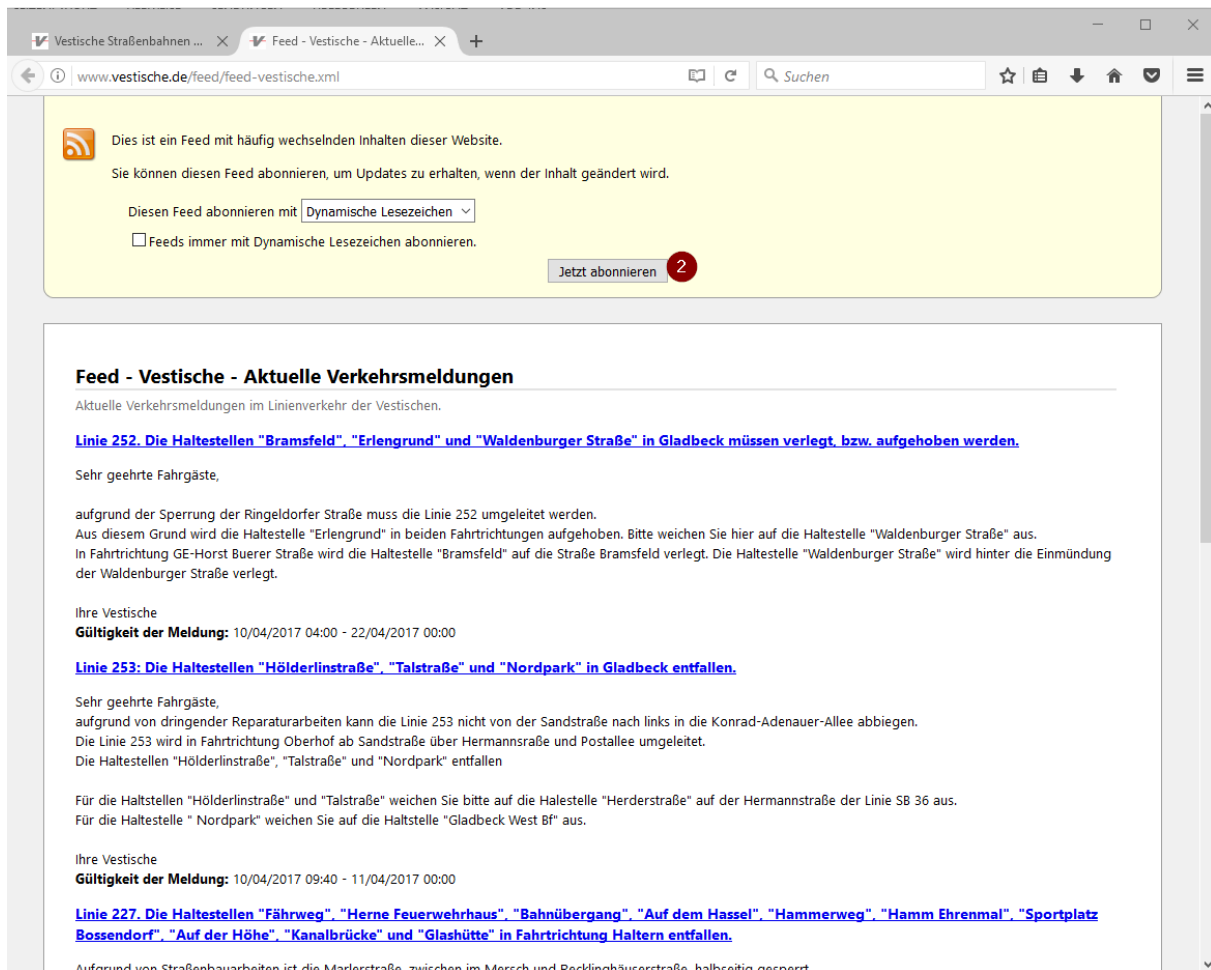 Vestische Straßenbahnen ...
Feed - Vestische - Aktuelle...
www.vestische.de/feed/feed-vestische.xml
Suchen
Dies ist ein Feed mit häufig wechselnden Inhalten dieser Website.
Sie können diesen Feed abonnieren, um Updates zu erhalten, wenn der Inhalt geändert wird.
Diesen Feed abonnieren mit Dynamische Lesezeichen
Feeds immer mit Dynamische Lesezeichen abonnieren.
Jetzt abonnieren 2
Feed - Vestische - Aktuelle Verkehrsmeldungen
Aktuelle Verkehrsmeldungen im Linienverkehr der Vestischen.
Linie 252. Die Haltestellen "Bramsfeld", "Erlengrund" und "Waldenburger Straße" in Gladbeck müssen verlegt, bzw. aufgehoben werden.
Sehr geehrte Fahrgäste,
aufgrund der Sperrung der Ringeldorfer Straße muss die Linie 252 umgeleitet werden.
Aus diesem Grund wird die Haltestelle "Erlengrund" in beiden Fahrtrichtungen aufgehoben. Bitte weichen Sie hier auf die Haltestelle "Waldenburger Straße" aus.
In Fahrtrichtung GE-Horst Buerer Straße wird die Haltestelle "Bramsfeld" auf die Straße Bramsfeld verlegt. Die Haltestelle "Waldenburger Straße" wird hinter die Einmündung
der Waldenburger Straße verlegt.
Ihre Vestische
Gültigkeit der Meldung: 10/04/2017 04:00 - 22/04/2017 00:00
Linie 253: Die Haltestellen "Hölderlinstraße", "Talstraße" und "Nordpark" in Gladbeck entfallen.
Sehr geehrte Fahrgäste,
aufgrund von dringender Reparaturarbeiten kann die Linie 253 nicht von der Sandstraße nach links in die Konrad-Adenauer-Allee abbiegen.
Die Linie 253 wird in Fahrtrichtung Oberhof ab Sandstraße über Hermannsraße und Postallee umgeleitet.
Die Haltestellen "Hölderlinstraße", "Talstraße" und "Nordpark" entfallen
Für die Haltstellen "Hölderlinstraße" und "Talstraße" weichen Sie bitte auf die Halestelle "Herderstraße" auf der Hermannstraße der Linie SB 36 aus.
Für die Haltestelle " Nordpark" weichen Sie auf die Haltstelle "Gladbeck West Bf" aus.
Ihre Vestische
Gültigkeit der Meldung: 10/04/2017 09:40 - 11/04/2017 00:00
Linie 227. Die Haltestellen "Fährweg", "Herne Feuerwehrhaus", "Bahnübergang", "Auf dem Hassel", "Hammerweg", "Hamm Ehrenmal", "Sportplatz
Bossendorf", "Auf der Höhe", "Kanalbrücke" und "Glashütte" in Fahrtrichtung Haltern entfallen.
Aufgrund von Straßenbauarbeiten ist die Marlerstraße, zwischen im Mersch und Recklinghäuserstraße, halbseitig gesperrt.